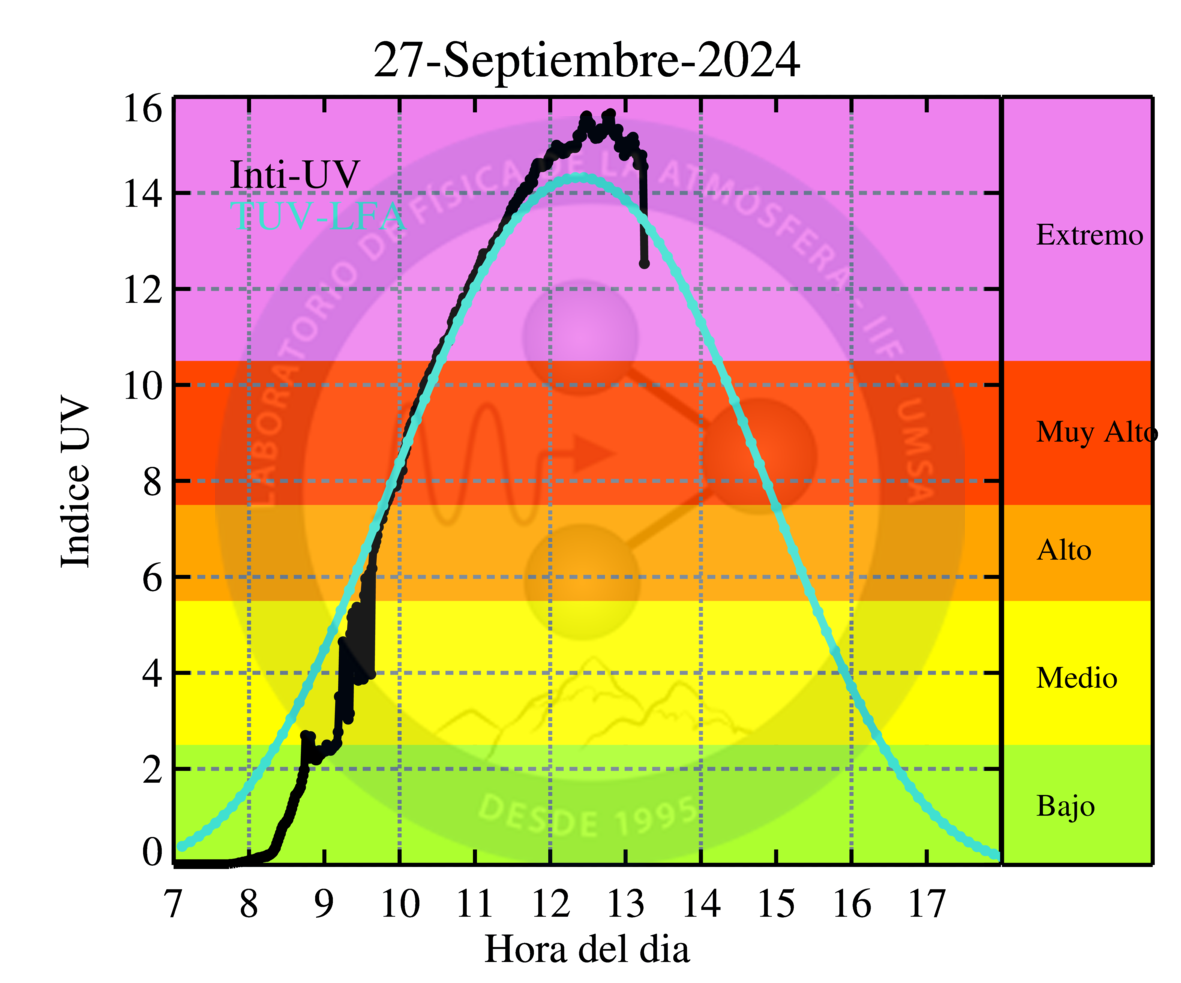 27-Septiembre-2024
16
14
12
10
8
6
4
2
0
Indice UV
Inti-UV
TUV-LFA
LABORATORIO DE FÍSICA DE LA ATMÓSFERA - IIF - UMSA
DESDE 1995
Extremo
Muy Alto
Alto
Medio
Bajo
7 8 9 10 11 12 13 14 15 16 17
Hora del dia